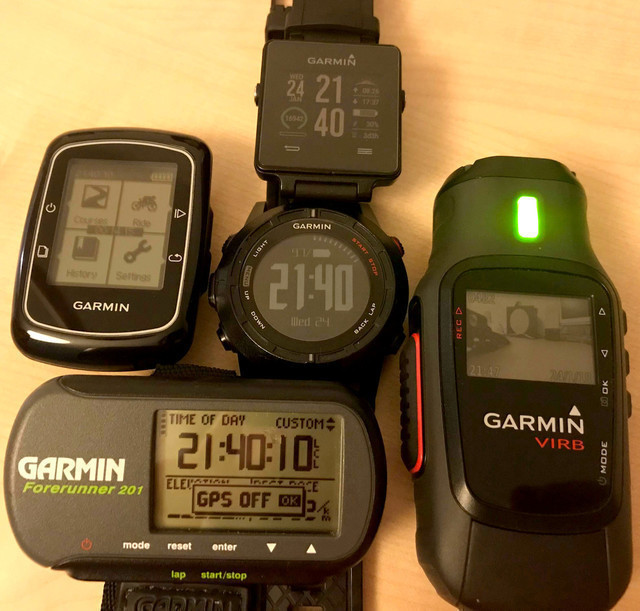 GARMIN
WED
24
21
40
Courses
Ride
History
Settings
GARMIN
GARMIN
LIGHT
START STOP
UP
DOWN
BACK LAP
21:40
Wed 24
REC
OK
MODE
GARMIN
VIRB
TIME OF DAY CUSTOM
21:40:10
GPS OFF OK
GARMIN
Forerunner 201
mode reset enter
lap start/stop
GARMIN